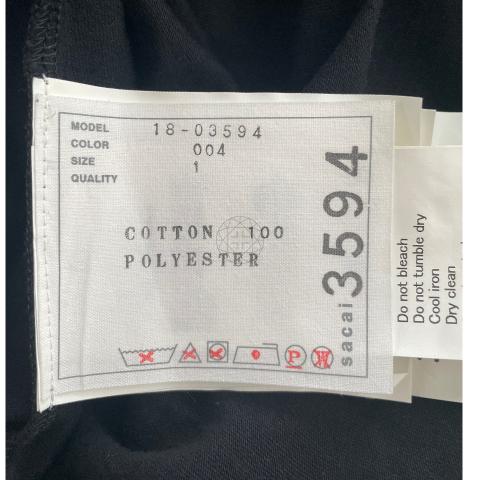 MODEL 18-03594
COLOR 004
SIZE 1
QUALITY
COTTON 100
POLYESTER
P
W
sacai 3594
Do not bleach
Do not tumble dry
Cool iron
Dry clean